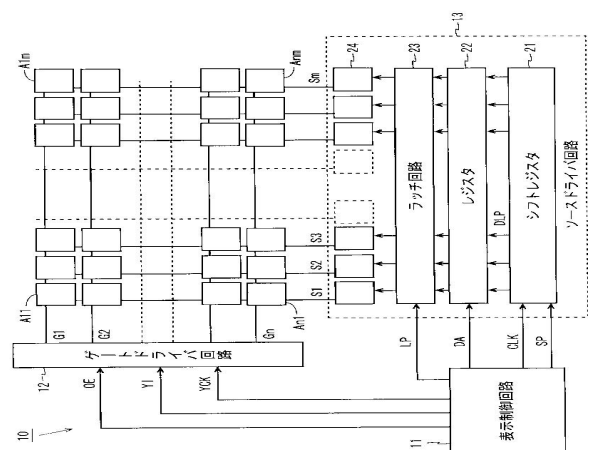 10
11
表示制御回路
12
ゲートドライバ回路
OE
YI
YCK
LP
DA
CLK
SP
A11
A1m
G1
G2
Gn
An1
Anm
S1
S2
S3
Sm
13
24
23
22
21
ラッチ回路
レジスタ
DLP
シフトレジスタ
ソースドライバ回路